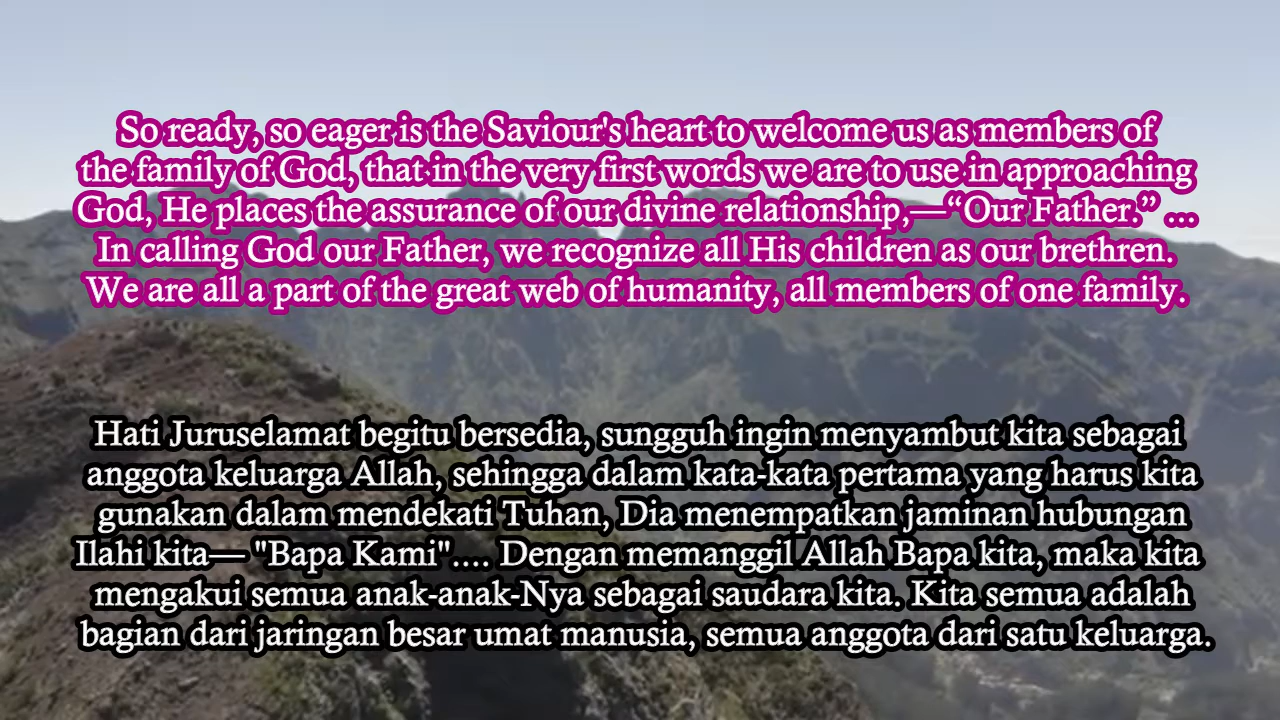 So ready, so eager is the Saviour's heart to welcome us as members of
the family of God, that in the very first words we are to use in approaching
God, He places the assurance of our divine relationship,—“Our Father.” ...
In calling God our Father, we recognize all His children as our brethren.
We are all a part of the great web of humanity, all members of one family.
Hati Juruselamat begitu bersedia, sungguh ingin menyambut kita sebagai
anggota keluarga Allah, sehingga dalam kata-kata pertama yang harus kita
gunakan dalam mendekati Tuhan, Dia menempatkan jaminan hubungan
Ilahi kita— "Bapa Kami".... Dengan memanggil Allah Bapa kita, maka kita
mengakui semua anak-anak-Nya sebagai saudara kita. Kita semua adalah
bagian dari jaringan besar umat manusia, semua anggota dari satu keluarga.